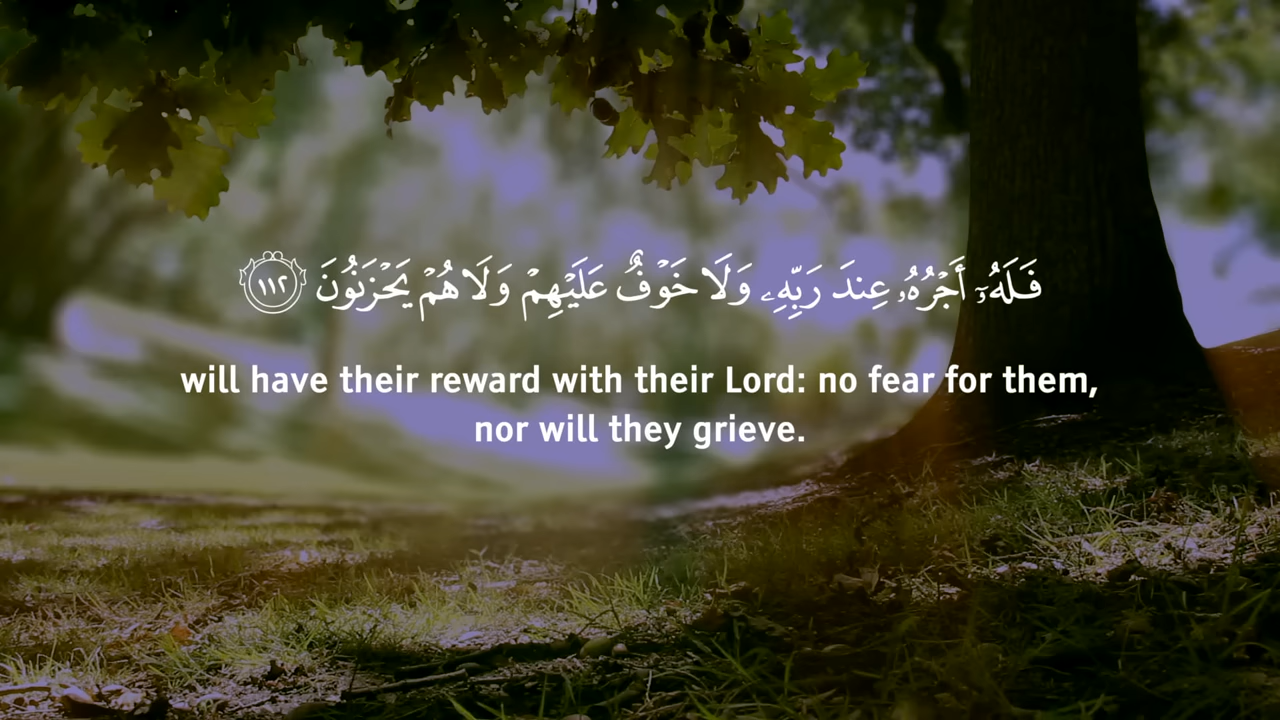 فَلَهُۥٓ أَجْرُهُۥ عِندَ رَبِّهِۦ وَلَا خَوْفٌ عَلَيْهِمْ وَلَا هُمْ يَحْزَنُونَ ١١٢
will have their reward with their Lord: no fear for them,
nor will they grieve.